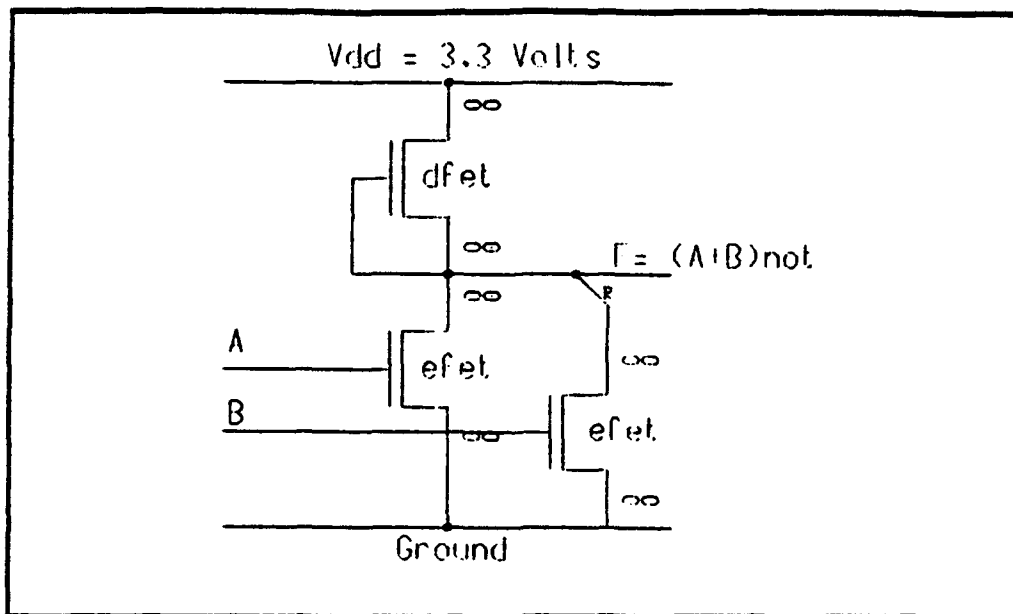 Vdd = 3.3 Volts
dfet
F = (A+B)not
R
A
efet
B
efet
Ground